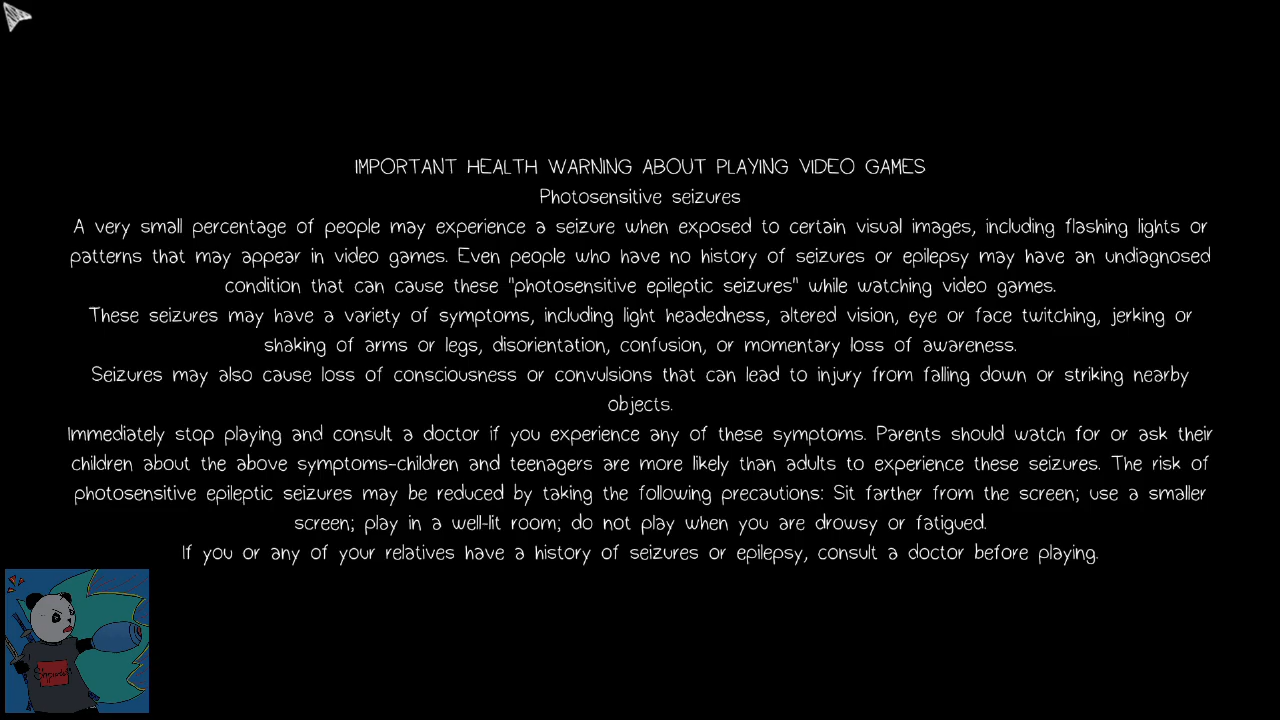 IMPORTANT HEALTH WARNING ABOUT PLAYING VIDEO GAMES
Photosensitive seizures
A very small percentage of people may experience a seizure when exposed to certain visual images, including flashing lights or
patterns that may appear in video games. Even people who have no history of seizures or epilepsy may have an undiagnosed
condition that can cause these "photosensitive epileptic seizures" while watching video games.
These seizures may have a variety of symptoms, including light headedness, altered vision, eye or face twitching, jerking or
shaking of arms or legs, disorientation, confusion, or momentary loss of awareness.
Seizures may also cause loss of consciousness or convulsions that can lead to injury from falling down or striking nearby
objects.
Immediately stop playing and consult a doctor if you experience any of these symptoms. Parents should watch for or ask their
children about the above symptoms-children and teenagers are more likely than adults to experience these seizures. The risk of
photosensitive epileptic seizures may be reduced by taking the following precautions: Sit farther from the screen; use a smaller
screen; play in a well-lit room; do not play when you are drowsy or fatigued.
If you or any of your relatives have a history of seizures or epilepsy, consult a doctor before playing.